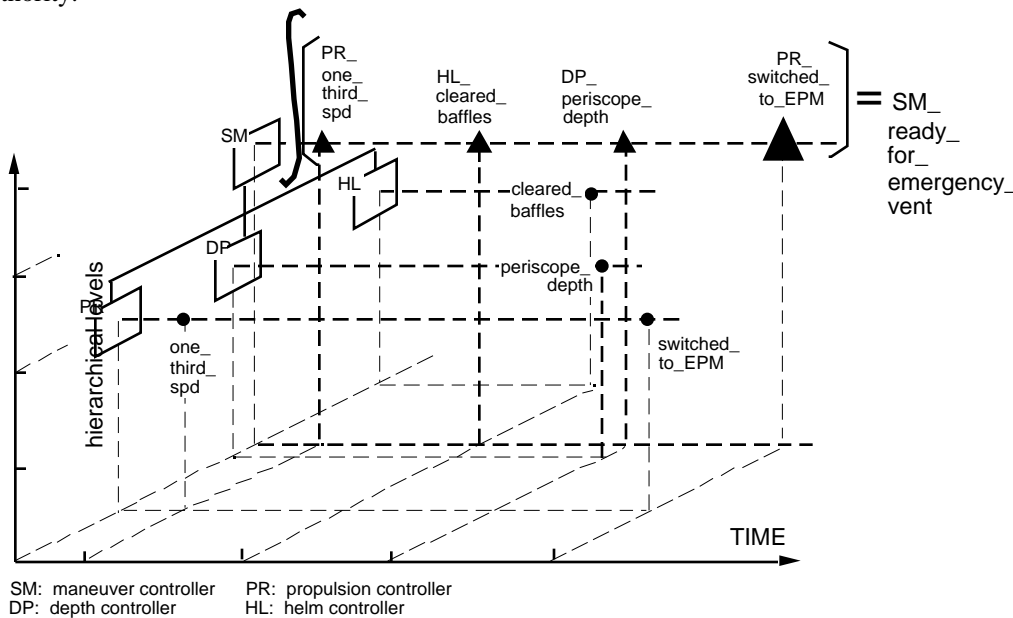 PR_
one_
third_
spd
HL_
cleared_
baffles
DP_
periscope_
depth
PR_
switched_
to_EPM
= SM_
ready_
for_
emergency_
vent
SM
HL
cleared_
baffles
DP
periscope_
depth
hierarchical levels
one_
third_
spd
switched_
to_EPM
TIME
SM: maneuver controller PR: propulsion controller
DP: depth controller HL: helm controller